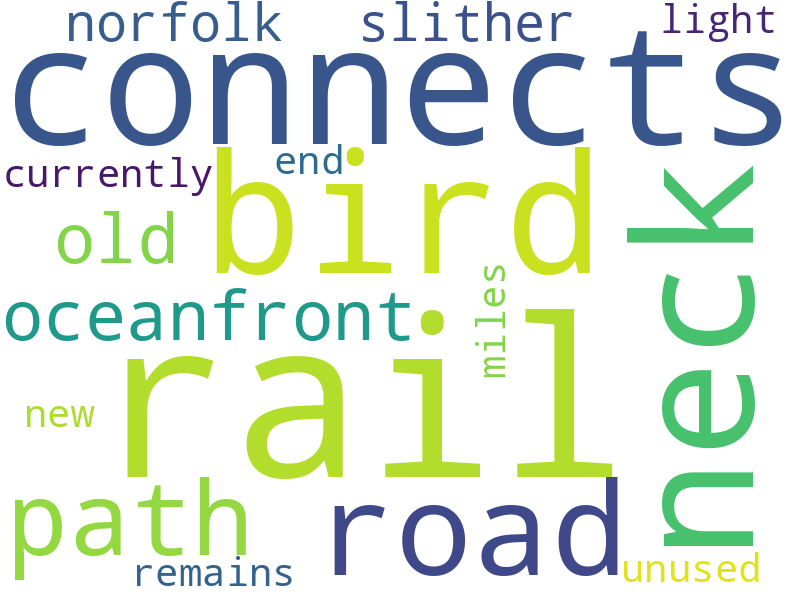 norfolk slither light
connects
currently end
bird
old
neck
oceanfront
miles
rail
new
path road
remains unused